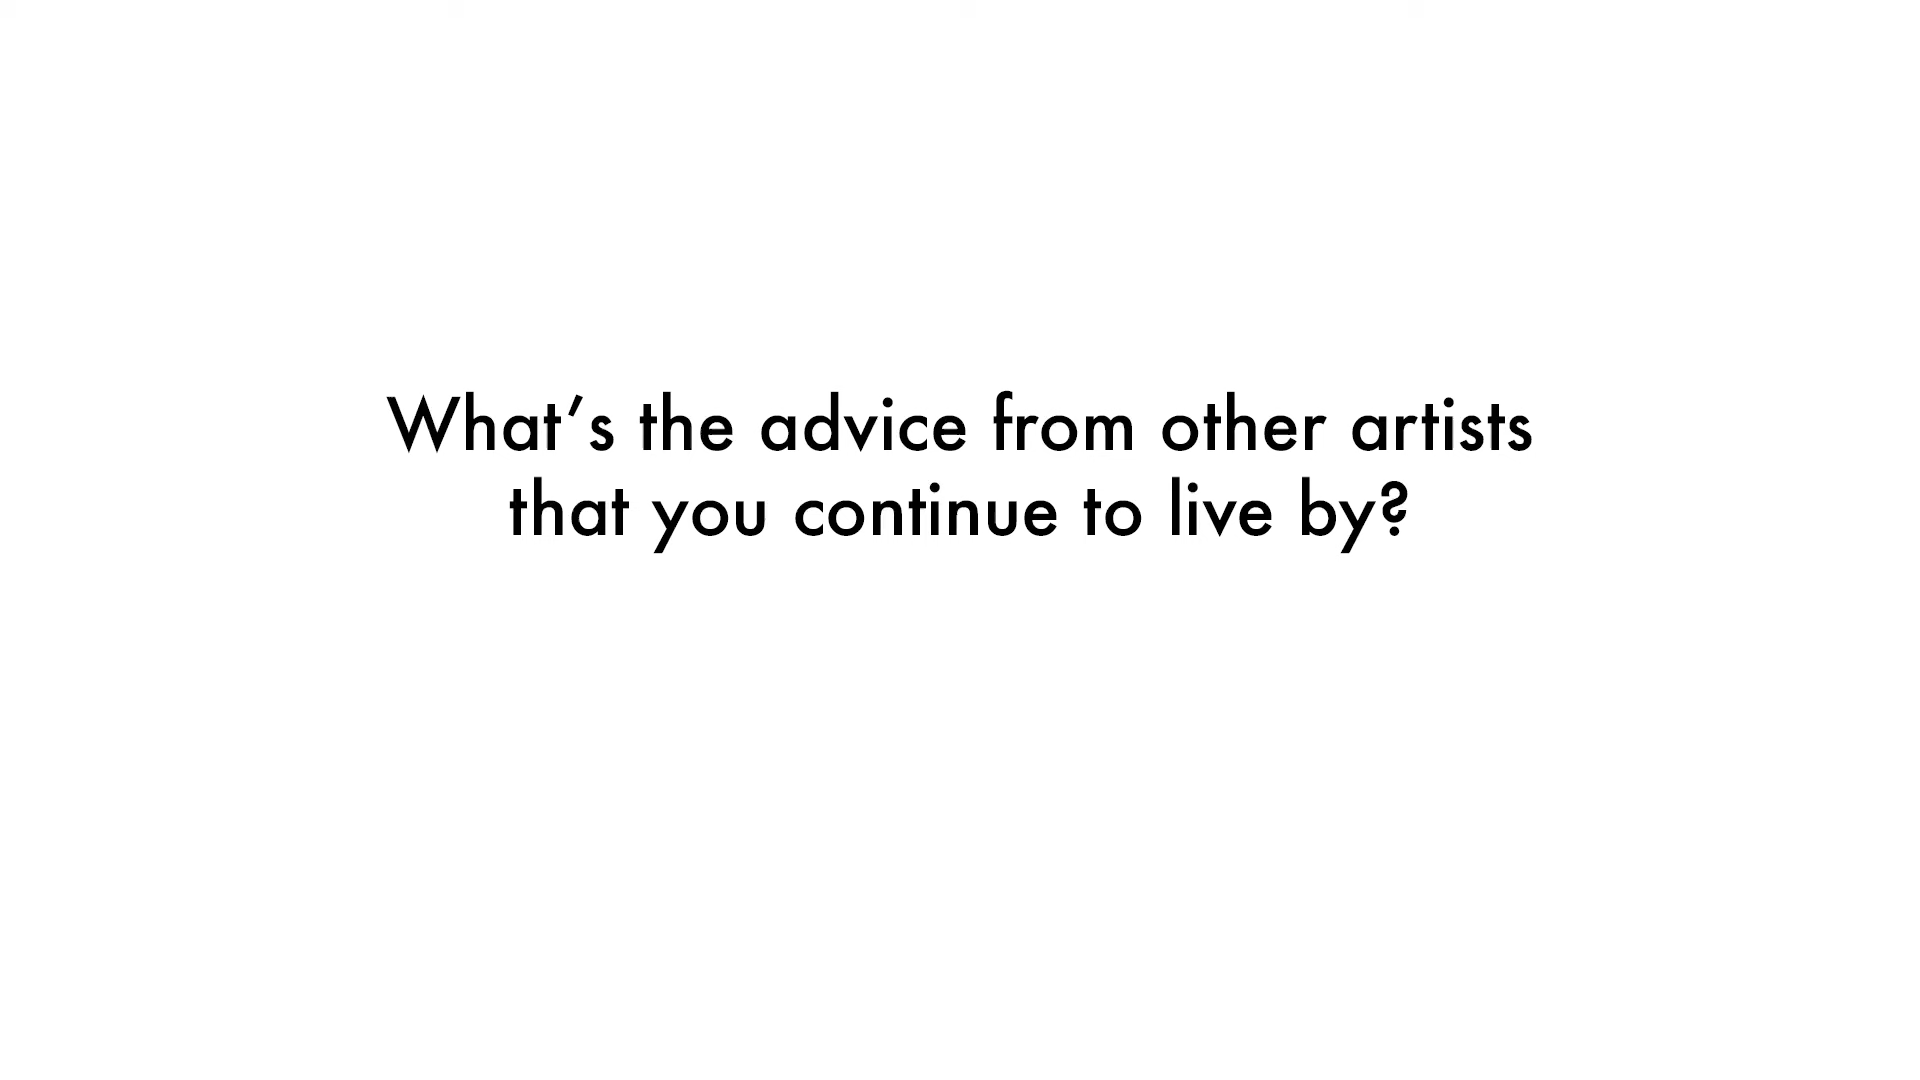 What’s the advice from other artists
that you continue to live by?